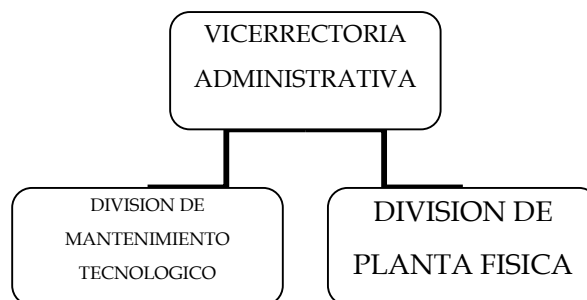 VICERRECTORIA
ADMINISTRATIVA
DIVISION DE
MANTENIMIENTO
TECNOLOGICO
DIVISION DE
PLANTA FISICA